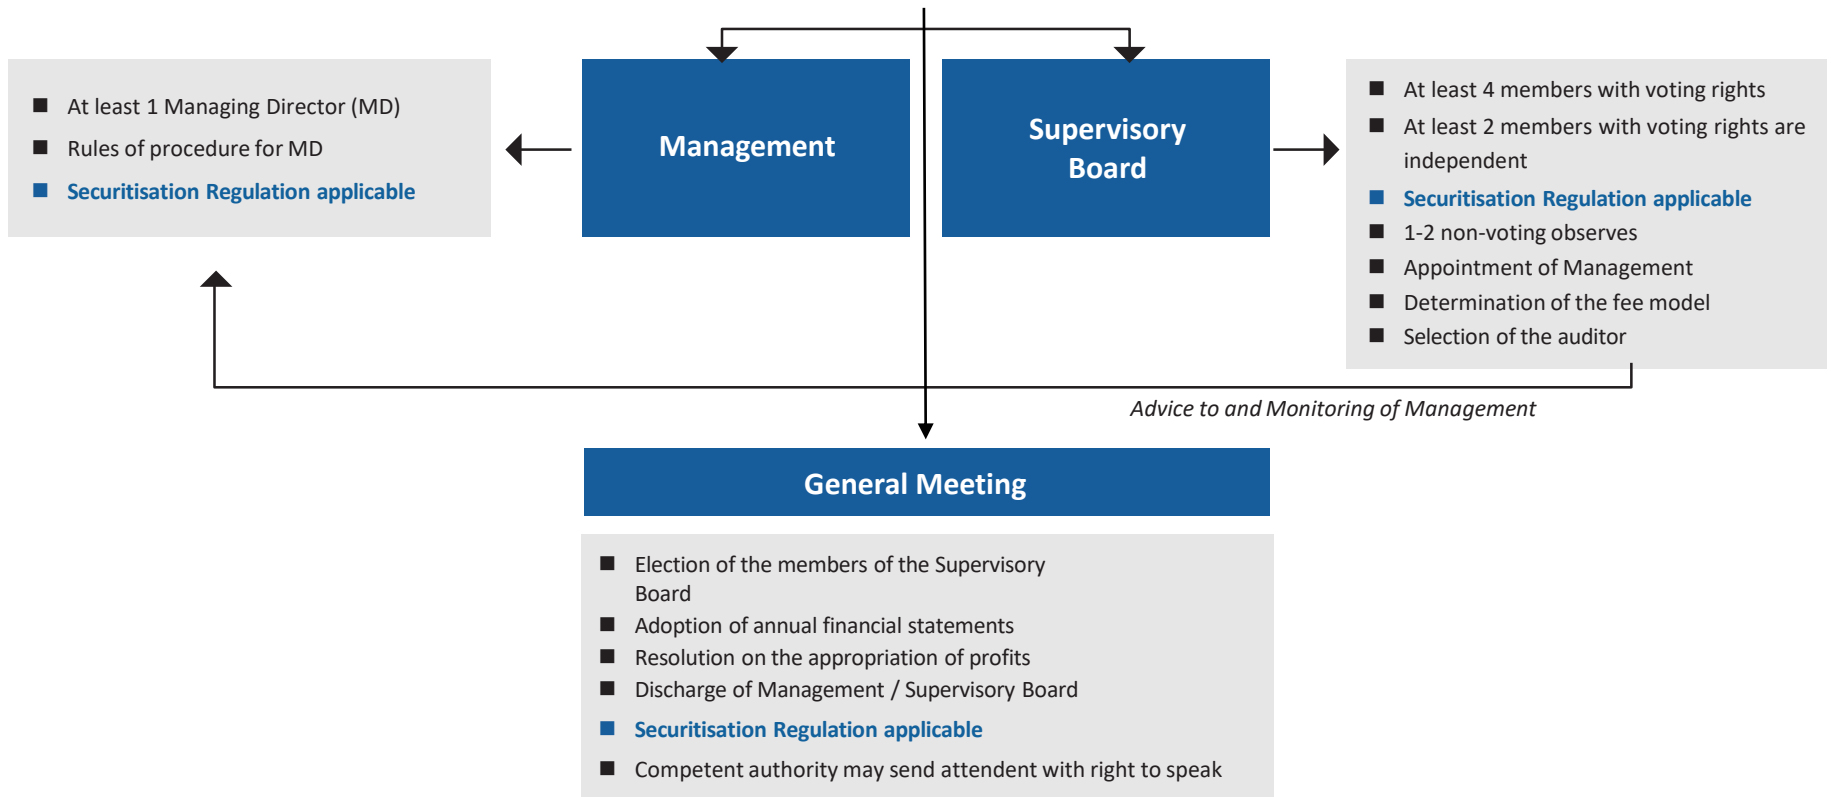 ■ At least 1 Managing Director (MD)
■ Rules of procedure for MD
■ Securitisation Regulation applicable
Management
Supervisory
Board
■ At least 4 members with voting rights
■ At least 2 members with voting rights are
independent
■ Securitisation Regulation applicable
■ 1-2 non-voting observes
■ Appointment of Management
■ Determination of the fee model
■ Selection of the auditor
Advice to and Monitoring of Management
General Meeting
■ Election of the members of the Supervisory
Board
■ Adoption of annual financial statements
■ Resolution on the appropriation of profits
■ Discharge of Management / Supervisory Board
■ Securitisation Regulation applicable
■ Competent authority may send attendent with right to speak